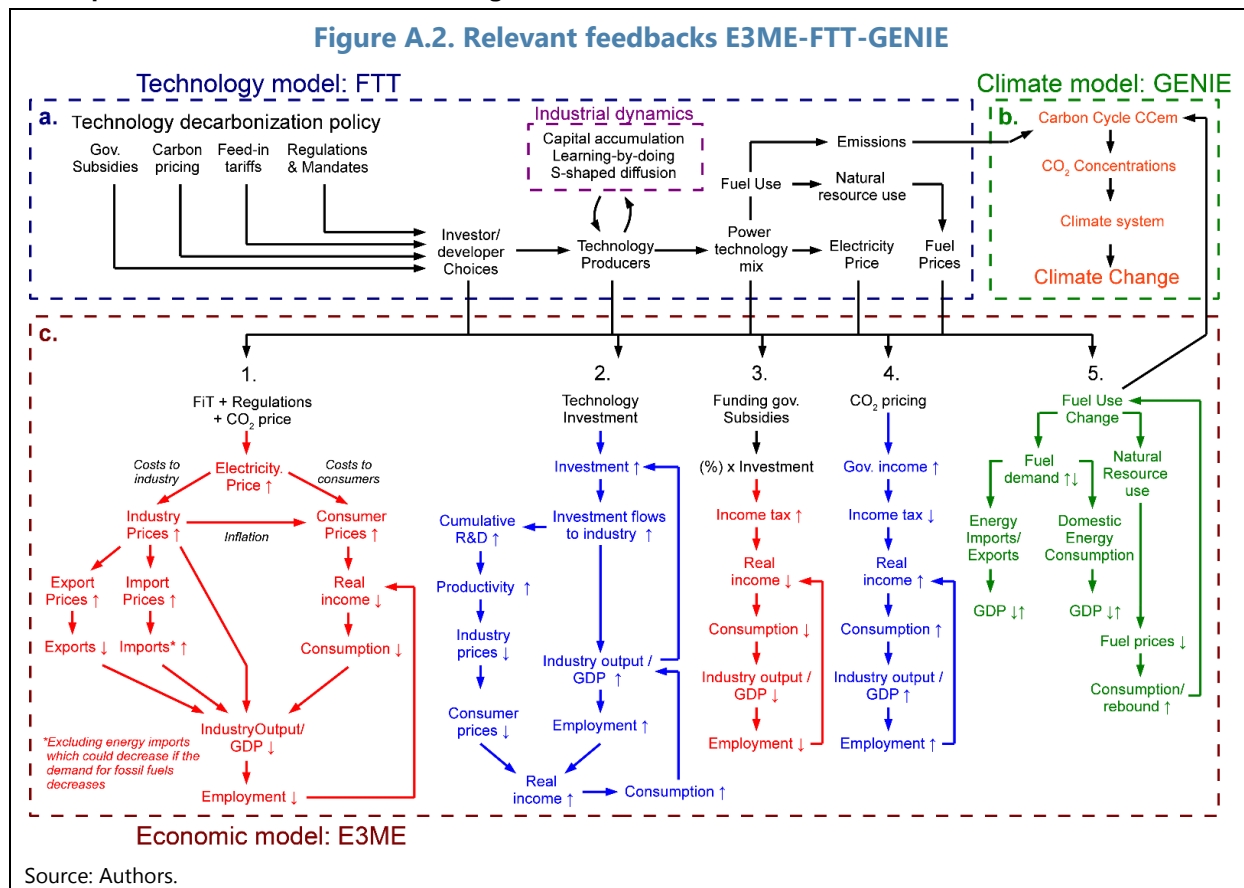 Figure A.2. Relevant feedbacks E3ME-FTT-GENIE
Technology model: FTT
Climate model: GENIE
a.
Technology decarbonization policy
Gov.
Subsidies
Carbon
pricing
Feed-in
tariffs
Regulations
& Mandates
Industrial dynamics
Capital accumulation
Learning-by-doing
S-shaped diffusion
Investor/
developer
Choices
Technology
Producers
Emissions
Fuel Use
Natural
resource use
Power
technology
mix
Electricity
Price
Fuel
Prices
b.
Carbon Cycle CCem
CO₂ Concentrations
Climate system
Climate Change
c.
1.
FiT + Regulations
+ CO₂ price
Costs to
industry
Electricity.
Price ↑
Costs to
consumers
Industry
Prices ↑
Inflation
Consumer
Prices ↑
Export
Prices ↑
Import
Prices ↑
Real
income ↓
Exports ↓
Imports* ↑
Consumption ↓
IndustryOutput/
GDP ↓
*Excluding energy imports
which could decrease if the
demand for fossil fuels
decreases
Employment ↓
2.
Technology
Investment
Investment ↑
Cumulative
R&D ↑
Investment flows
to industry ↑
Productivity ↑
Industry
prices ↓
Industry output /
GDP ↑
Consumer
prices ↓
Employment ↑
Real
income ↑
Consumption ↑
3.
Funding gov.
Subsidies
(%) x Investment
Income tax ↑
Real
income ↓
Consumption ↓
Industry output /
GDP ↓
Employment ↓
4.
CO₂ pricing
Gov. income ↑
Income tax ↓
Real
income ↑
Consumption ↑
Industry output /
GDP ↑
Employment ↑
5.
Fuel Use
Change
Fuel
demand ↑↓
Natural
Resource
use
Energy
Imports/
Exports
Domestic
Energy
Consumption
GDP ↓↑
GDP ↓↑
Fuel prices ↓
Consumption/
rebound ↑
Economic model: E3ME
Source: Authors.